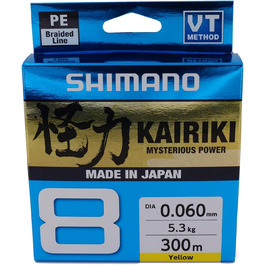 PE
Braided
Line
VT
METHOD
SHIMANO
怪力 KAIRIKI
MYSTERIOUS POWER
MADE IN JAPAN
8
DIA 0.060mm
5.3kg
300m
Yellow